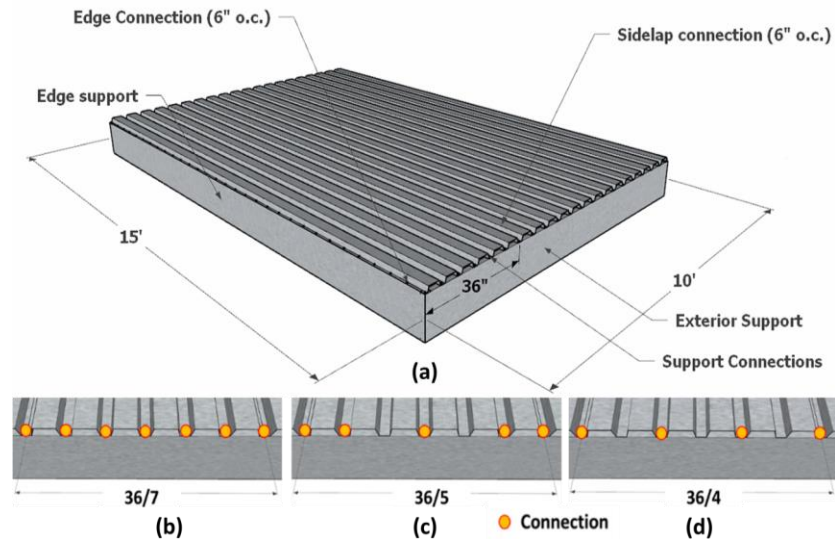 Edge Connection (6" o.c.)
Sidelap connection (6" o.c.)
Edge support
15'
36"
10'
Exterior Support
Support Connections
(a)
36/7
36/5
36/4
(b)
(c)
Connection
(d)